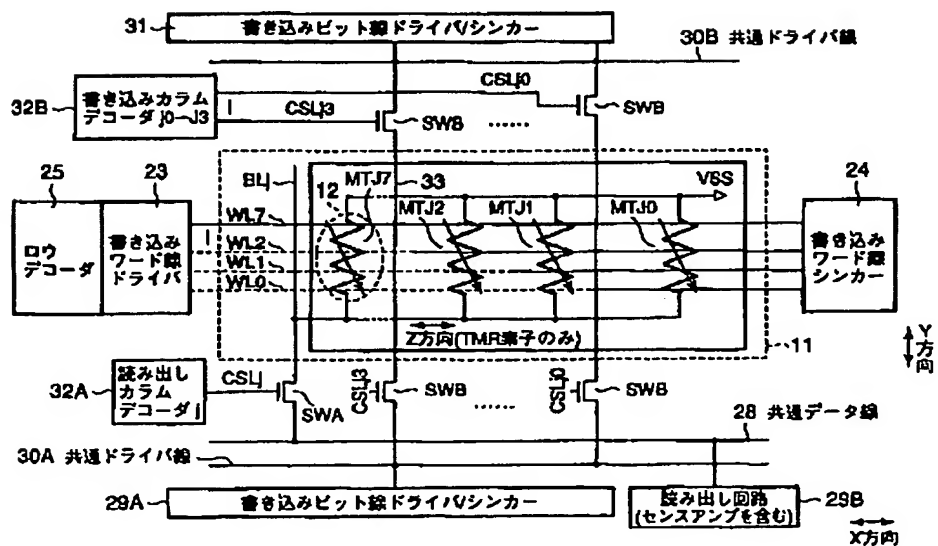 31 書き込みビット線ドライバ/シンカー
30B 共通ドライバ線
32B 書き込みカラム
デコーダj0~j3
CSLj0
CSLj3
SWB
......
SWB
25
23
24
BLj
12
MTJ7
33
VSS
ロウ
デコーダ
書き込み
ワード線
ドライバ
WL7
WL2
WL1
WL0
MTJ2
MTJ1
MTJ0
書き込み
ワード線
シンカー
Z方向(TMR素子のみ)
11
Y方向
32A 読み出し
カラム
デコーダj
CSLj
SWA
CSLj3
SWB
......
CSLj0
SWB
28 共通データ線
30A 共通ドライバ線
29A 書き込みビット線ドライバ/シンカー
読み出し回路
(センスアンプを含む)
29B
X方向